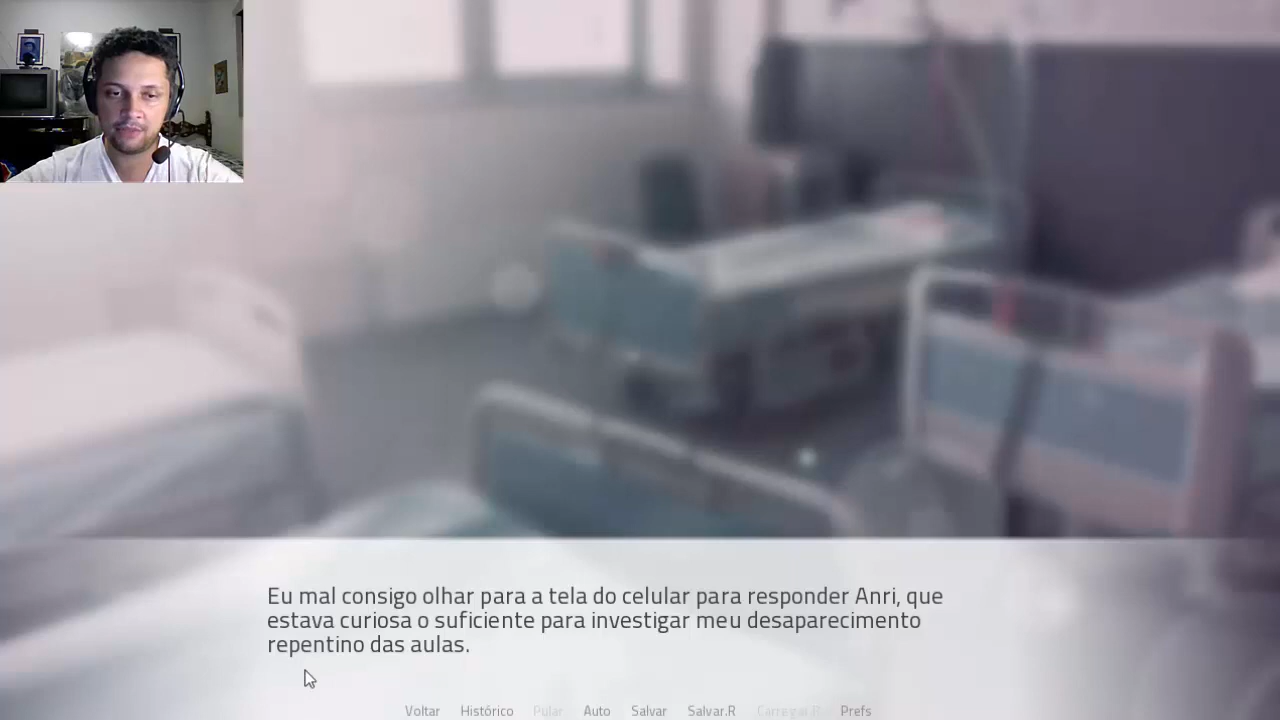 Eu mal consigo olhar para a tela do celular para responder Anri, que
estava curiosa o suficiente para investigar meu desaparecimento
repentino das aulas.
Voltar Histórico Pular Auto Salvar Salvar.R Carregar.R Prefs